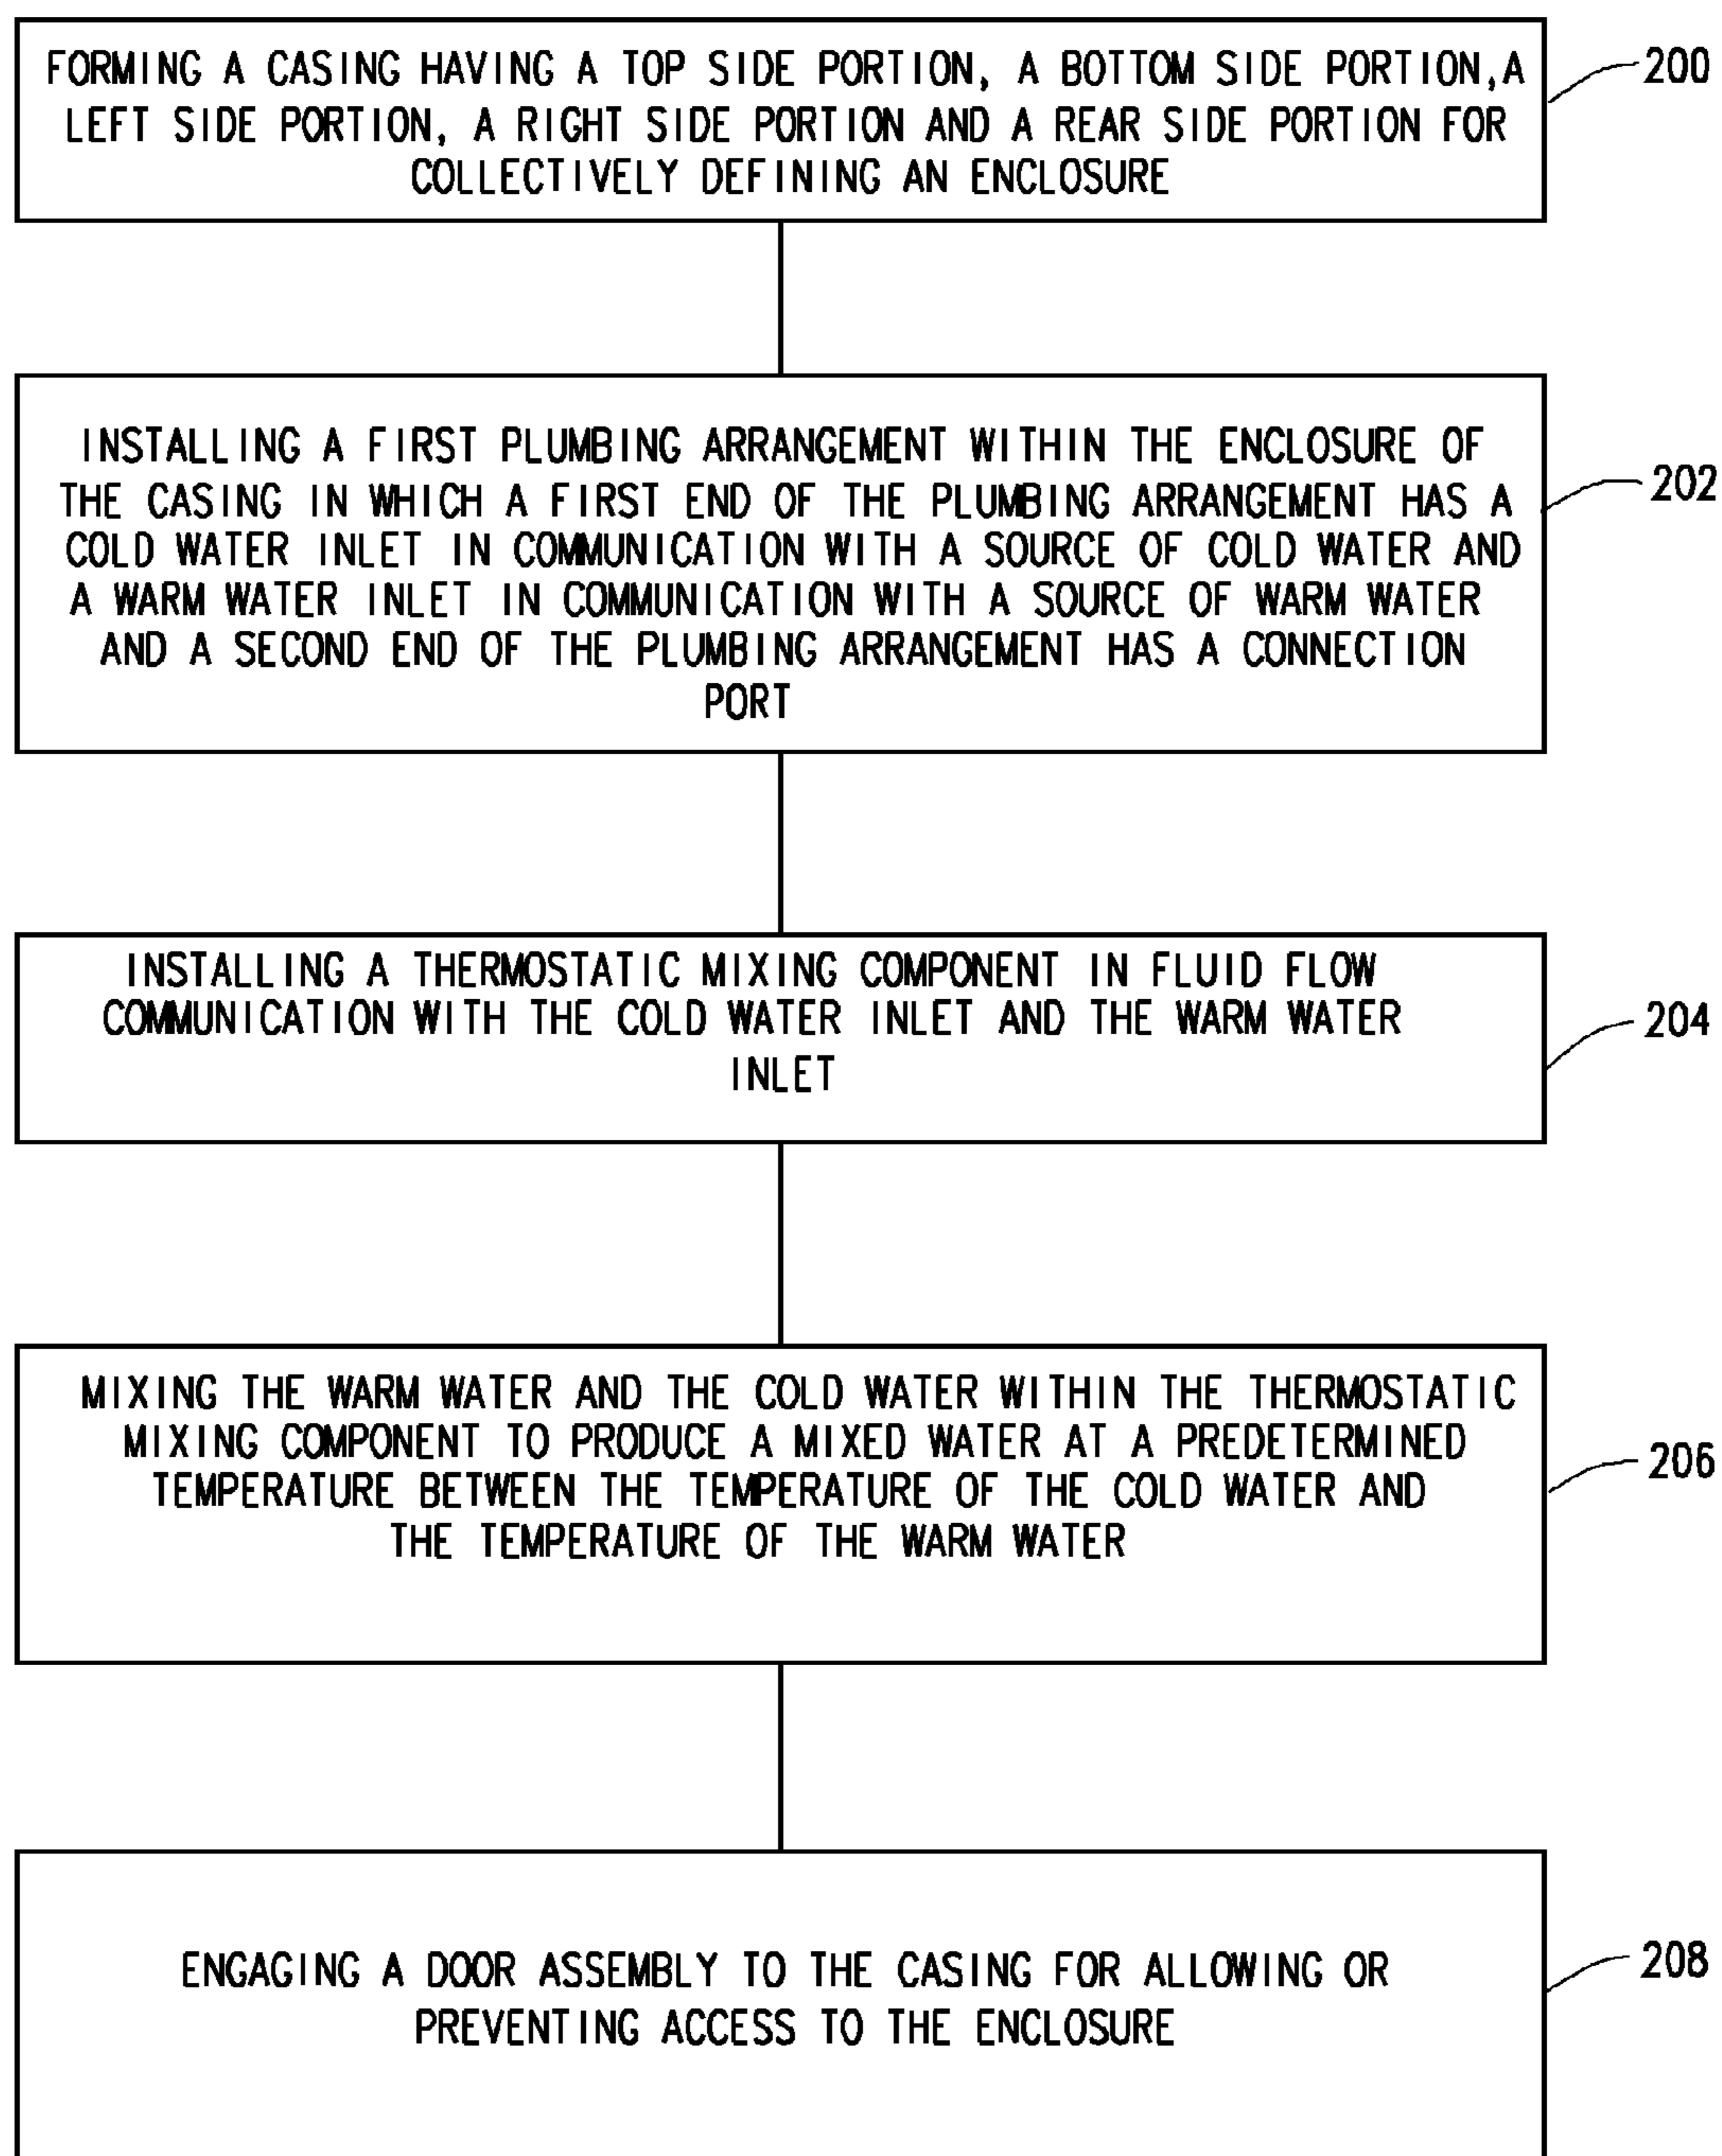 FORMING A CASING HAVING A TOP SIDE PORTION, A BOTTOM SIDE PORTION,A
LEFT SIDE PORTION, A RIGHT SIDE PORTION AND A REAR SIDE PORTION FOR
COLLECTIVELY DEFINING AN ENCLOSURE
200
INSTALLING A FIRST PLUMBING ARRANGEMENT WITHIN THE ENCLOSURE OF
THE CASING IN WHICH A FIRST END OF THE PLUMBING ARRANGEMENT HAS A
COLD WATER INLET IN COMMUNICATION WITH A SOURCE OF COLD WATER AND
A WARM WATER INLET IN COMMUNICATION WITH A SOURCE OF WARM WATER
AND A SECOND END OF THE PLUMBING ARRANGEMENT HAS A CONNECTION
PORT
202
INSTALLING A THERMOSTATIC MIXING COMPONENT IN FLUID FLOW
COMMUNICATION WITH THE COLD WATER INLET AND THE WARM WATER
INLET
204
MIXING THE WARM WATER AND THE COLD WATER WITHIN THE THERMOSTATIC
MIXING COMPONENT TO PRODUCE A MIXED WATER AT A PREDETERMINED
TEMPERATURE BETWEEN THE TEMPERATURE OF THE COLD WATER AND
THE TEMPERATURE OF THE WARM WATER
206
ENGAGING A DOOR ASSEMBLY TO THE CASING FOR ALLOWING OR
PREVENTING ACCESS TO THE ENCLOSURE
208